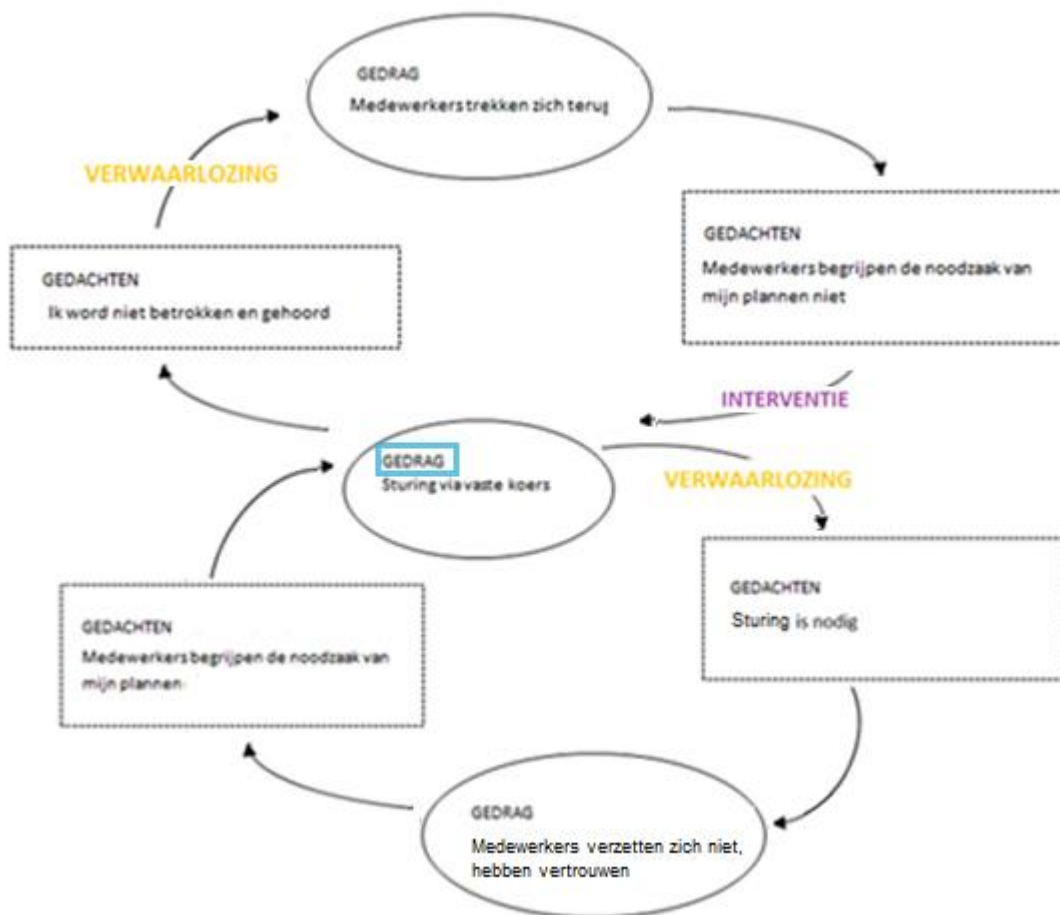 GEDRAG
Medewerkers trekken zich terug
VERWAARLOZING
GEDACHTEN
Medewerkers begrijpen de noodzaak van
mijn plannen niet
GEDACHTEN
Ik word niet betrokken en gehoord
INTERVENTIE
GEDRAG
Sturing via vaste koers
VERWAARLOZING
GEDACHTEN
Sturing is nodig
GEDACHTEN
Medewerkers begrijpen de noodzaak van
mijn plannen
GEDRAG
Medewerkers verzetten zich niet,
hebben vertrouwen